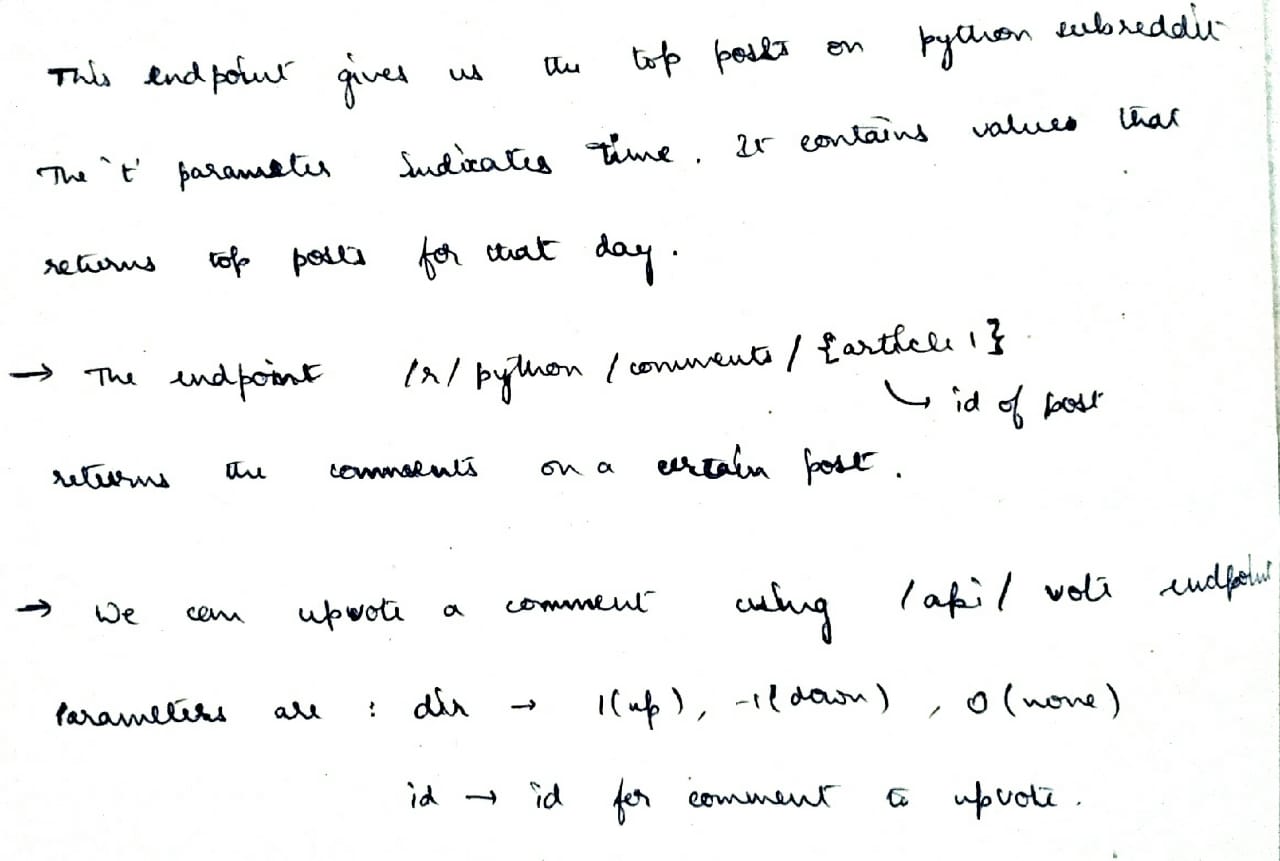 This endpoint gives us the top posts on python subreddit
The 't' parameter indicates time. It contains values that
returns top posts for that day.
→ The endpoint /r/ python / comments / {article 1}
↳ id of post
returns the comments on a certain post.
→ We can upvote a comment using /api/ vote endpoint
Parameters are : dir → 1(up), -1(down), 0(none)
id → id for comment to upvote.